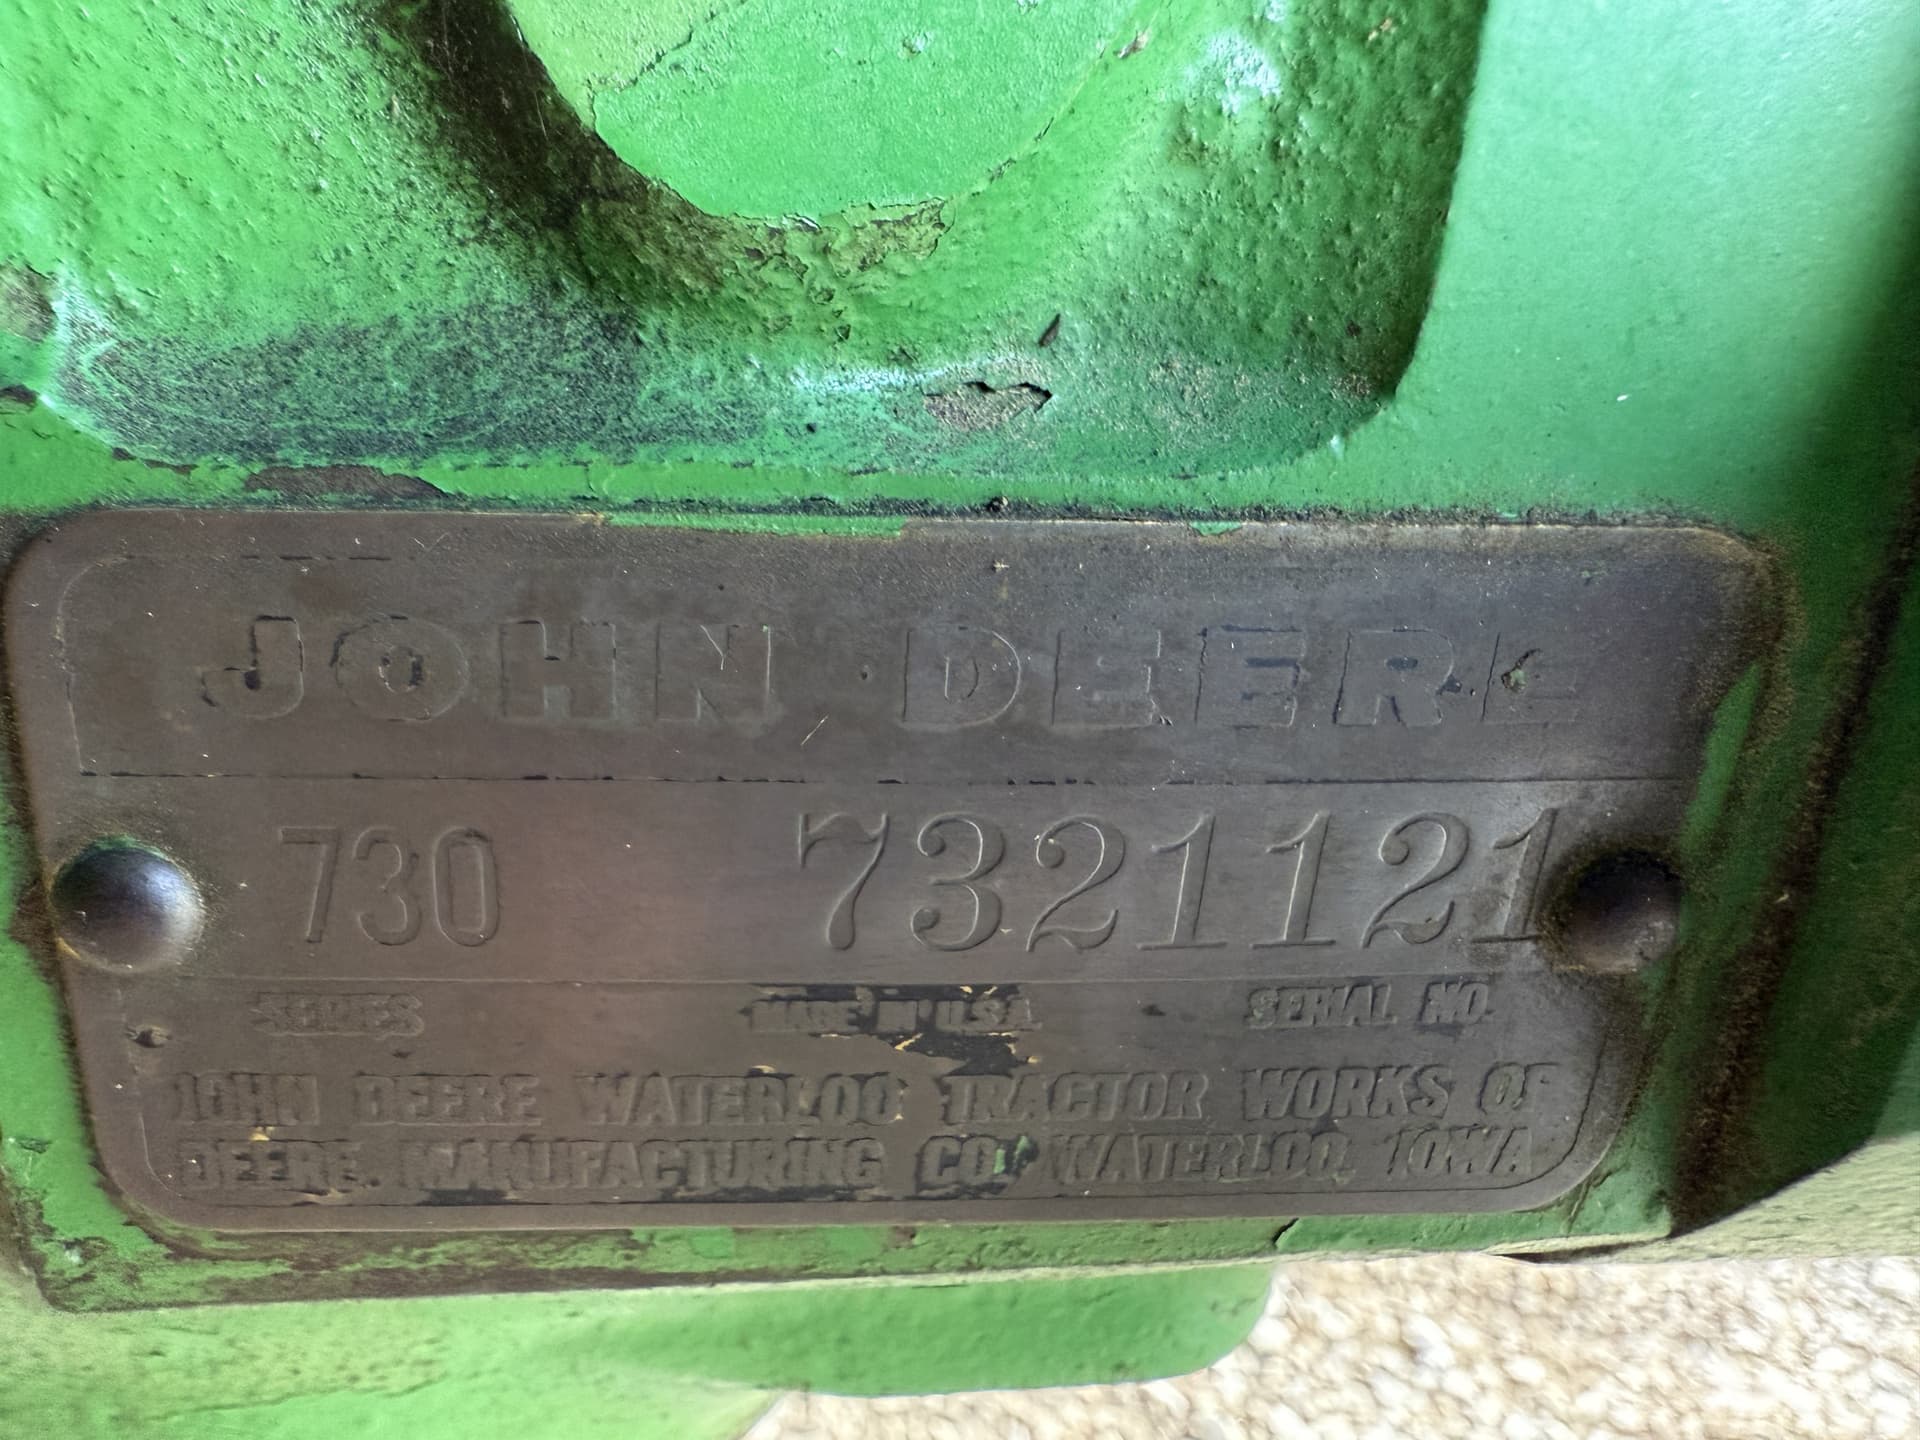 JOHN DEERE
730 7321121
SERIES MADE IN U.S.A. SERIAL NO.
JOHN DEERE WATERLOO TRACTOR WORKS OF
DEERE MANUFACTURING CO. WATERLOO, IOWA